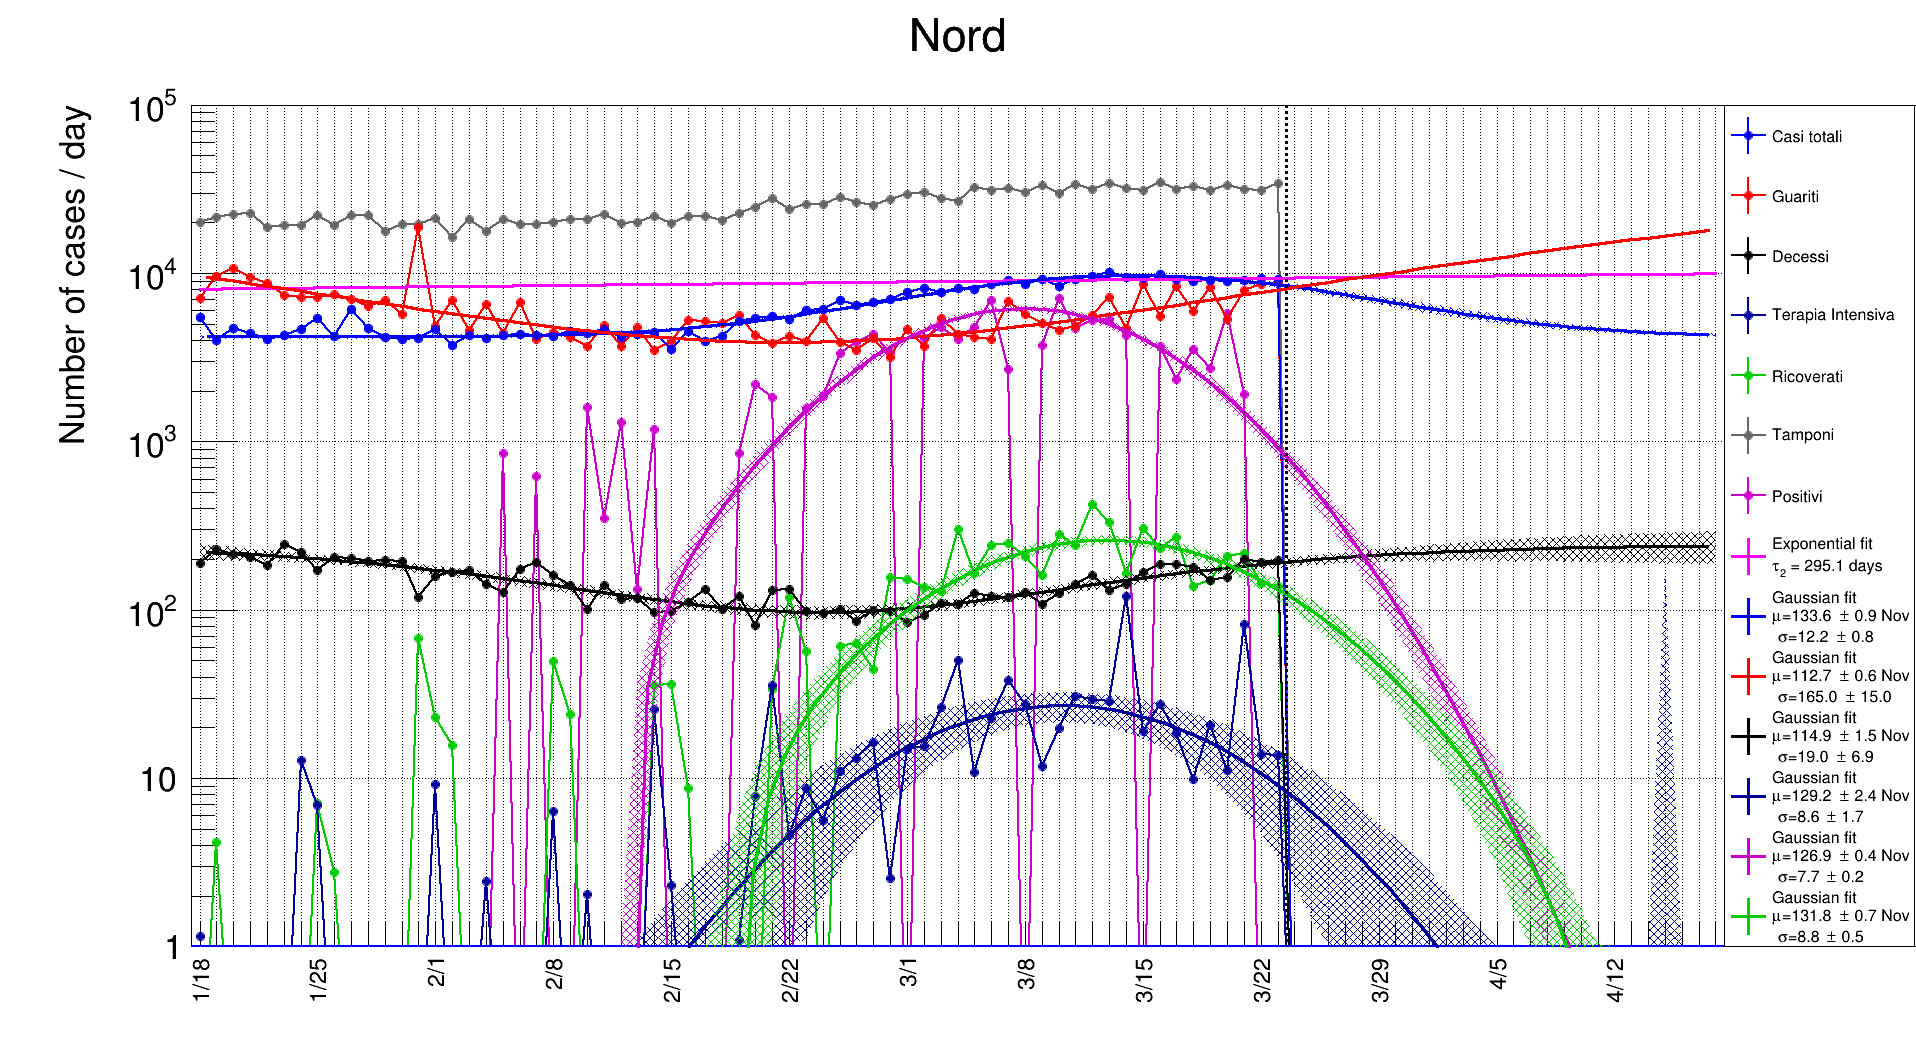 Nord
Number of cases / day
10^5
10^4
10^3
10^2
10
1
1/18
1/25
2/1
2/8
2/15
2/22
3/1
3/8
3/15
3/22
3/29
4/5
4/12
Casi totali
Guariti
Decessi
Terapia Intensiva
Ricoverati
Tamponi
Positivi
Exponential fit
τ₂ = 295.1 days
Gaussian fit
μ=133.6 ± 0.9 Nov
σ=12.2 ± 0.8
Gaussian fit
μ=112.7 ± 0.6 Nov
σ=165.0 ± 15.0
Gaussian fit
μ=114.9 ± 1.5 Nov
σ=19.0 ± 6.9
Gaussian fit
μ=129.2 ± 2.4 Nov
σ=8.6 ± 1.7
Gaussian fit
μ=126.9 ± 0.4 Nov
σ=7.7 ± 0.2
Gaussian fit
μ=131.8 ± 0.7 Nov
σ=8.8 ± 0.5